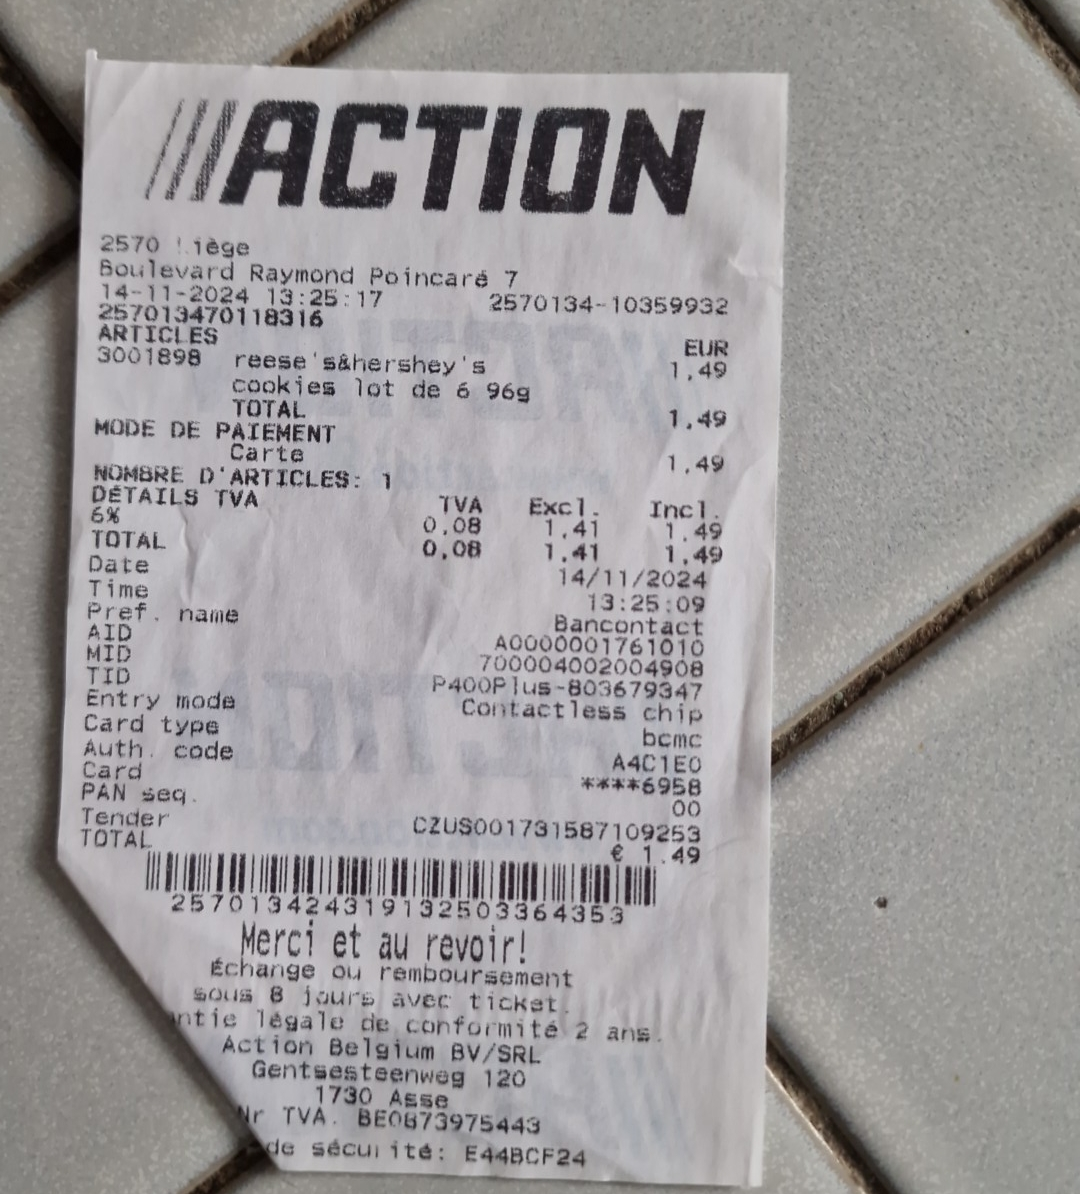 ACTION
2570 Liège
Boulevard Raymond Poincaré 7
14-11-2024 13:25:17 2570134-10359932
257013470118316
ARTICLES EUR
3001898 reese's&hershey's 1.49
cookies lot de 6 96g
TOTAL 1.49
MODE DE PAIEMENT
Carte 1.49
NOMBRE D'ARTICLES: 1
DÉTAILS TVA TVA Excl. Incl.
6% 0.08 1.41 1.49
TOTAL 0.08 1.41 1.49
Date 14/11/2024
Time 13:25:09
Pref. name Bancontact
AID A0000001761010
MID 700004002004908
TID P400Plus-803679347
Entry mode Contactless chip
Card type bcmc
Auth. code A4C1E0
Card ****6958
PAN seq. 00
Tender CZUS001731587109253
TOTAL € 1.49
257013424319132503364353
Merci et au revoir!
Échange ou remboursement
sous 8 jours avec ticket.
ntie légale de conformité 2 ans.
Action Belgium BV/SRL
Gentsesteenweg 120
1730 Asse
Nr TVA. BE0873975443
de sécurité: E44BCF24